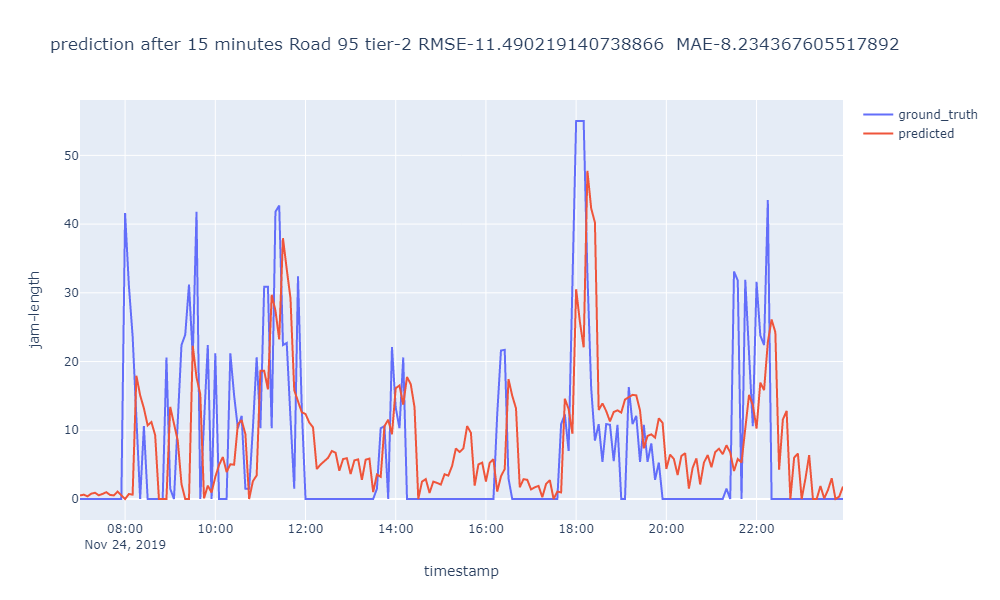 prediction after 15 minutes Road 95 tier-2 RMSE-11.490219140738866  MAE-8.234367605517892
ground_truth
predicted
50
40
30
20
10
0
jam-length
08:00 10:00 12:00 14:00 16:00 18:00 20:00 22:00
Nov 24, 2019
timestamp